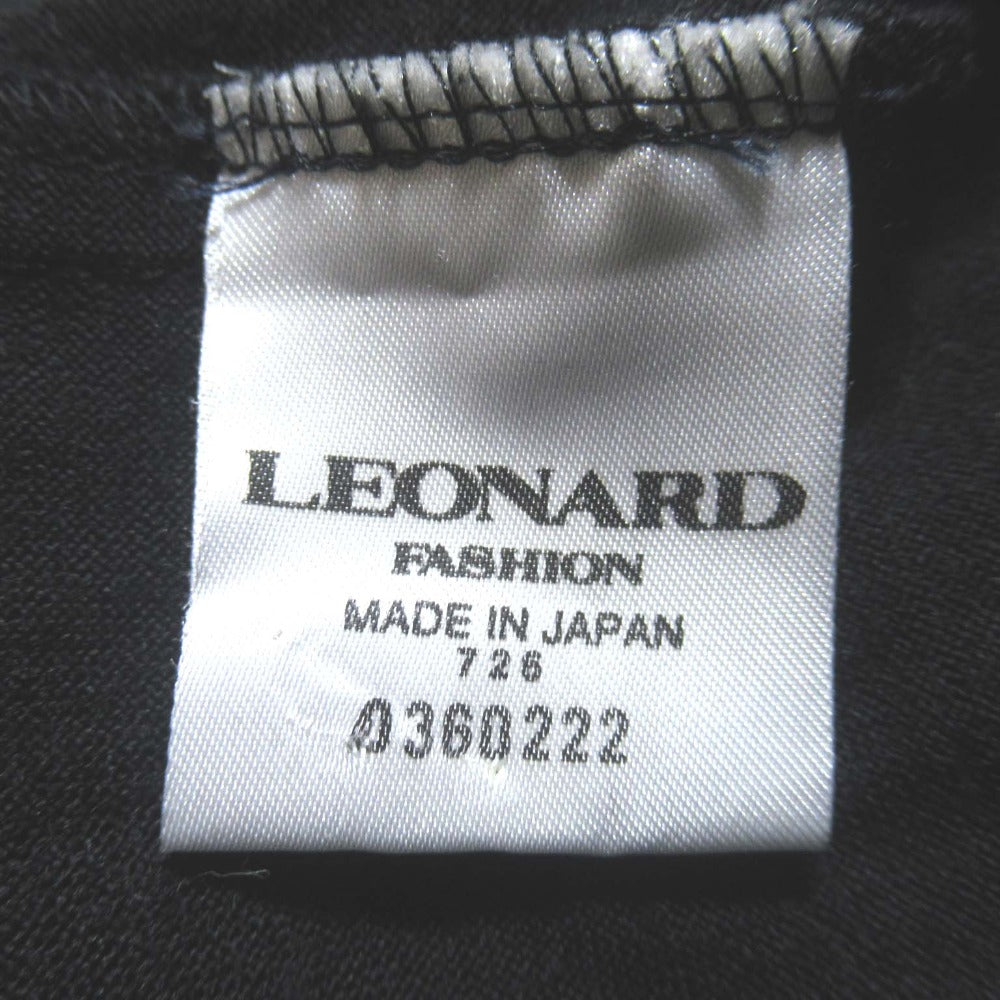 LEONARD
FASHION
MADE IN JAPAN
726
0360222